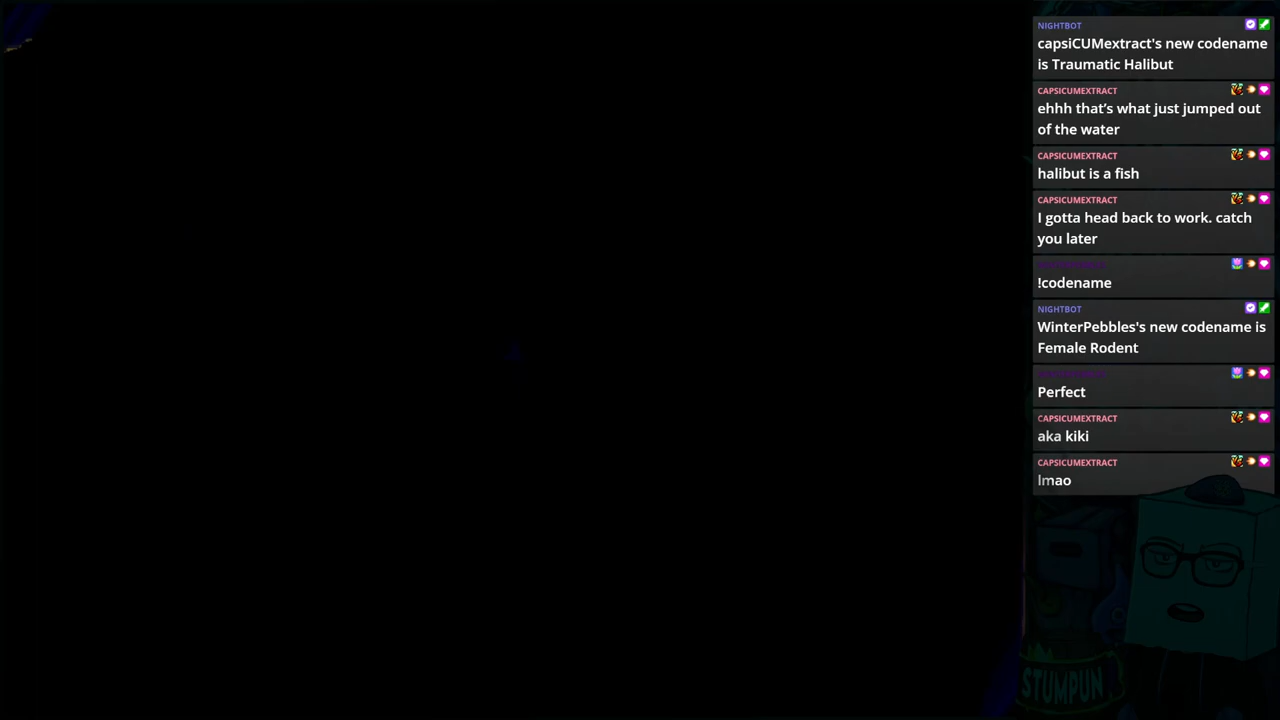 NIGHTBOT
capsiCUMextract's new codename
is Traumatic Halibut
CAPSICUMEXTRACT
ehhh that’s what just jumped out
of the water
CAPSICUMEXTRACT
halibut is a fish
CAPSICUMEXTRACT
I gotta head back to work. catch
you later
!codename
NIGHTBOT
WinterPebbles's new codename is
Female Rodent
Perfect
CAPSICUMEXTRACT
aka kiki
CAPSICUMEXTRACT
lmao
STUMPUN